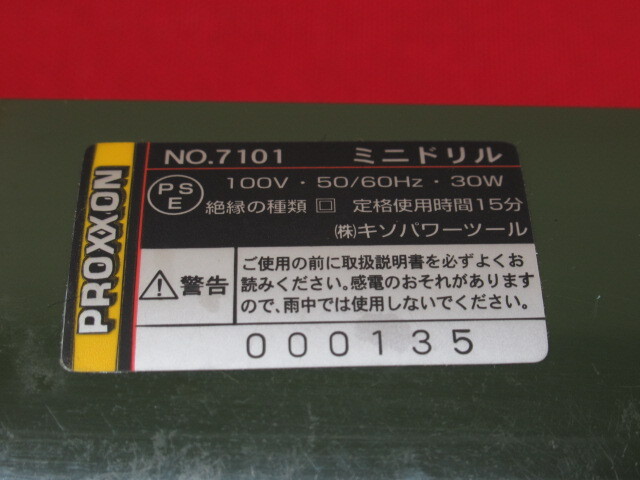 PROXXON
NO.7101 ミニドリル
PSE 100V・50/60Hz・30W
絶縁の種類 回 定格使用時間15分
(株)キソパワーツール
警告
ご使用の前に取扱説明書を必ずよくお
読みください。感電のおそれがあります
ので、雨中では使用しないでください。
000135